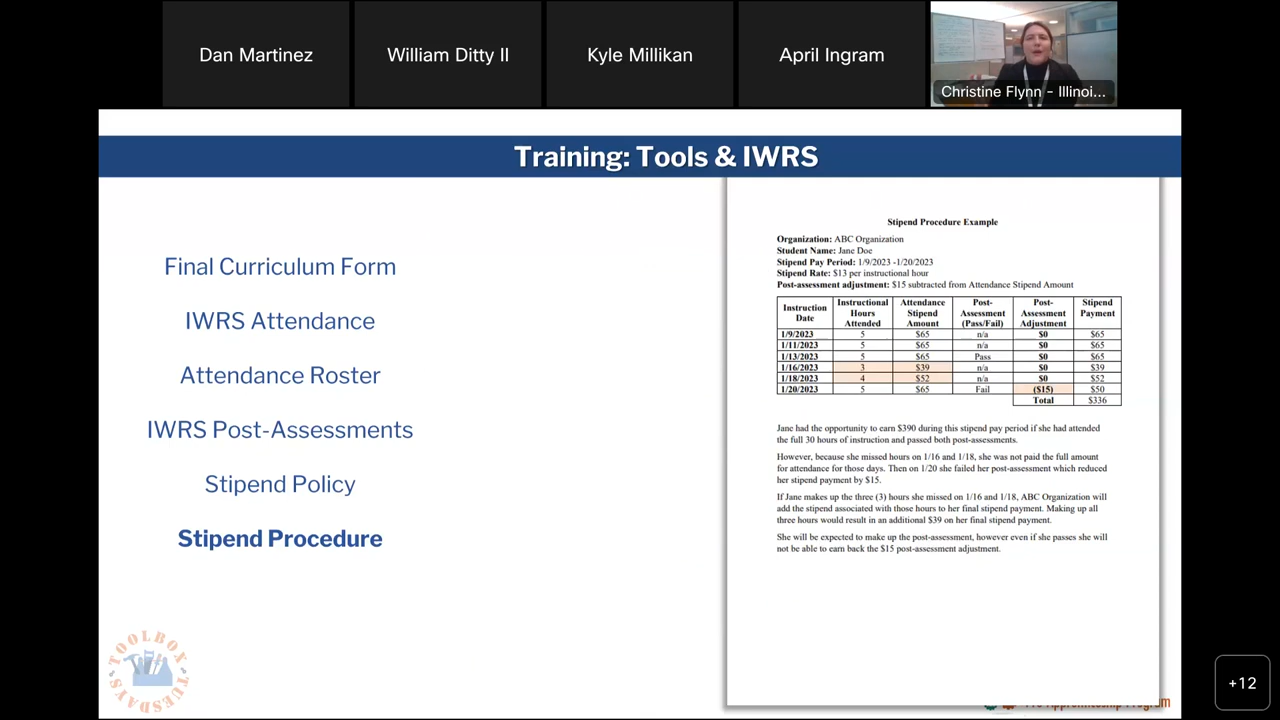 Dan Martinez
William Ditty II
Kyle Millikan
April Ingram
Christine Flynn - Illinoi...
Training: Tools & IWRS
Final Curriculum Form
IWRS Attendance
Attendance Roster
IWRS Post-Assessments
Stipend Policy
Stipend Procedure
Stipend Procedure Example
Organization: ABC Organization
Student Name: Jane Doe
Stipend Pay Period: 1/9/2023 -1/20/2023
Stipend Rate: $13 per instructional hour
Post-assessment adjustment: $15 subtracted from Attendance Stipend Amount
Instruction Date | Instructional Hours Attended | Attendance Stipend Amount | Post-Assessment (Pass/Fail) | Post-Assessment Adjustment | Stipend Payment
1/9/2023 5 $65 n/a $0 $65
1/11/2023 5 $65 n/a $0 $65
1/13/2023 5 $65 Pass $0 $65
1/16/2023 3 $39 n/a $0 $39
1/18/2023 4 $52 n/a $0 $52
1/20/2023 5 $65 Fail ($15) $50
Total $336
Jane had the opportunity to earn $390 during this stipend pay period if she had attended
the full 30 hours of instruction and passed both post-assessments.
However, because she missed hours on 1/16 and 1/18, she was not paid the full amount
for attendance for those days. Then on 1/20 she failed her post-assessment which reduced
her stipend payment by $15.
If Jane makes up the three (3) hours she missed on 1/16 and 1/18, ABC Organization will
add the stipend associated with those hours to her final stipend payment. Making up all
three hours would result in an additional $39 on her final stipend payment.
She will be expected to make up the post-assessment, however even if she passes she will
not be able to earn back the $15 post-assessment adjustment.
TOOLBOX
TUESDAYS
Program
+12